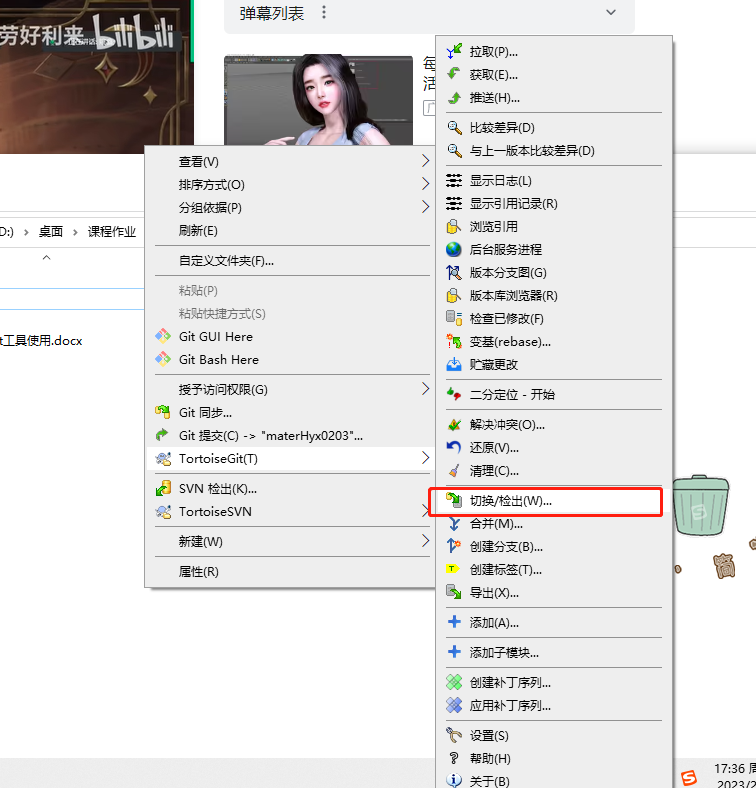 劳好利来
bilibili
弹幕列表
每
活
D:)
桌面
课程作业
t工具使用.docx
查看(V)
排序方式(O)
分组依据(P)
刷新(E)
自定义文件夹(F)...
粘贴(P)
粘贴快捷方式(S)
Git GUI Here
Git Bash Here
授予访问权限(G)
Git 同步...
Git 提交(C) -> "materHyx0203"...
TortoiseGit(T)
SVN 检出(K)...
TortoiseSVN
新建(W)
属性(R)
拉取(P)...
获取(E)...
推送(H)...
比较差异(D)
与上一版本比较差异(D)
显示日志(L)
显示引用记录(R)
浏览引用
后台服务进程
版本分支图(G)
版本库浏览器(R)
检查已修改(F)
变基(rebase)...
贮藏更改
二分定位 - 开始
解决冲突(O)...
还原(V)...
清理(C)...
切换/检出(W)...
合并(M)...
创建分支(B)...
创建标签(T)...
导出(X)...
添加(A)...
添加子模块...
创建补丁序列...
应用补丁序列...
设置(S)
帮助(H)
关于(B)
17:36 周
2023/2